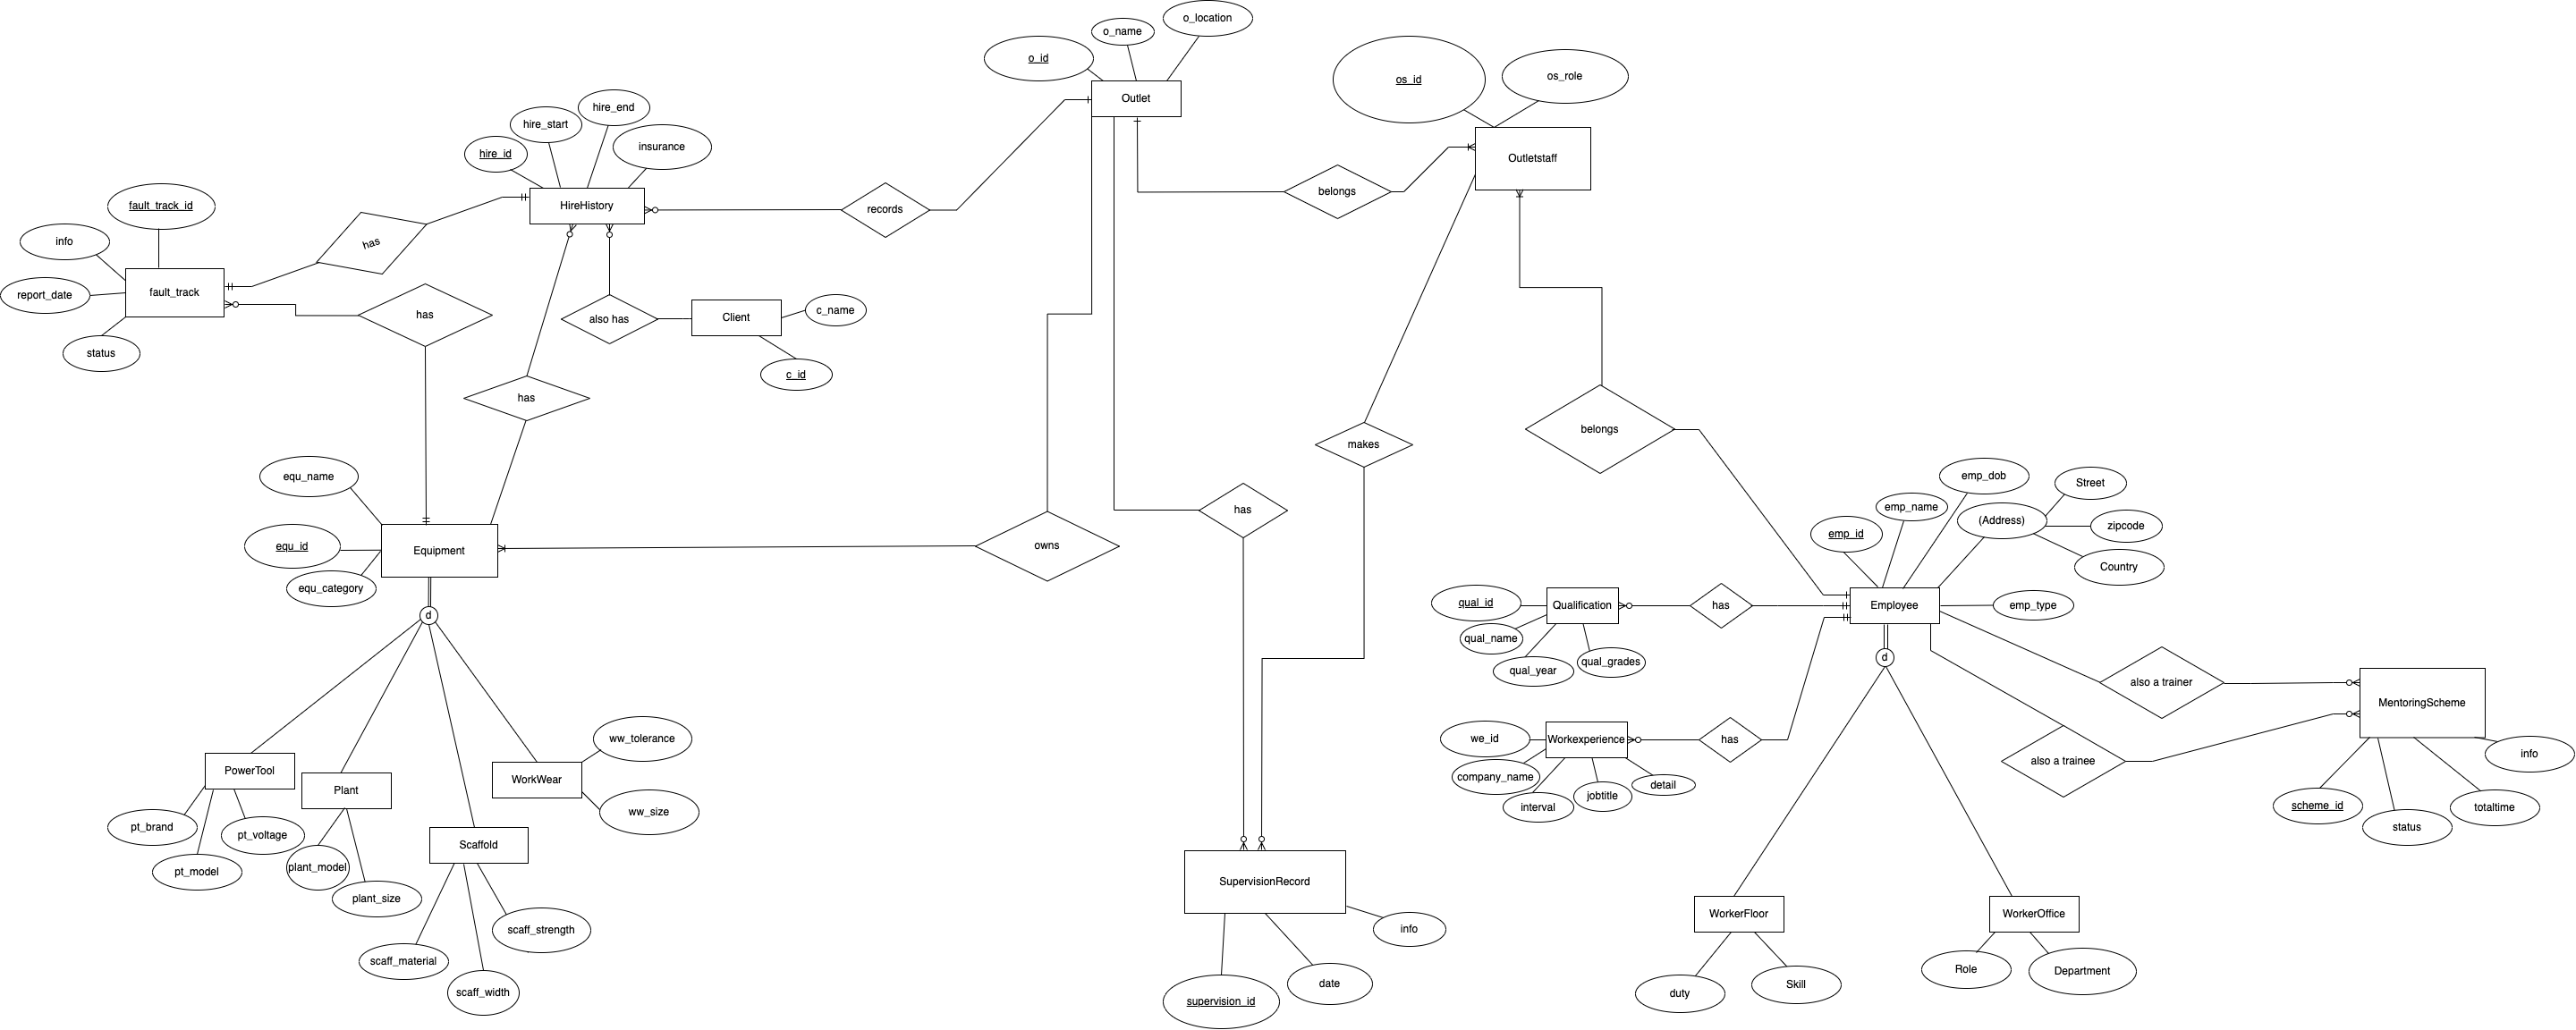 o_location
o_name
o_id
os_id
os_role
Outlet
hire_end
hire_start
insurance
hire_id
HireHistory
Outletstaff
belongs
records
fault_track_id
info
has
report_date
fault_track
status
has
also has
Client
c_name
c_id
has
makes
belongs
equ_name
equ_id
Equipment
equ_category
owns
has
emp_dob
Street
emp_name
(Address)
zipcode
emp_id
Country
qual_id
Qualification
has
Employee
emp_type
qual_name
qual_year
qual_grades
d
d
also a trainer
MentoringScheme
we_id
Workexperience
has
company_name
detail
interval
jobtitle
also a trainee
info
scheme_id
totaltime
status
ww_tolerance
PowerTool
WorkWear
Plant
ww_size
pt_brand
pt_voltage
Scaffold
pt_model
plant_model
plant_size
scaff_strength
scaff_material
scaff_width
SupervisionRecord
info
date
supervision_id
WorkerFloor
WorkerOffice
Role
Department
duty
Skill